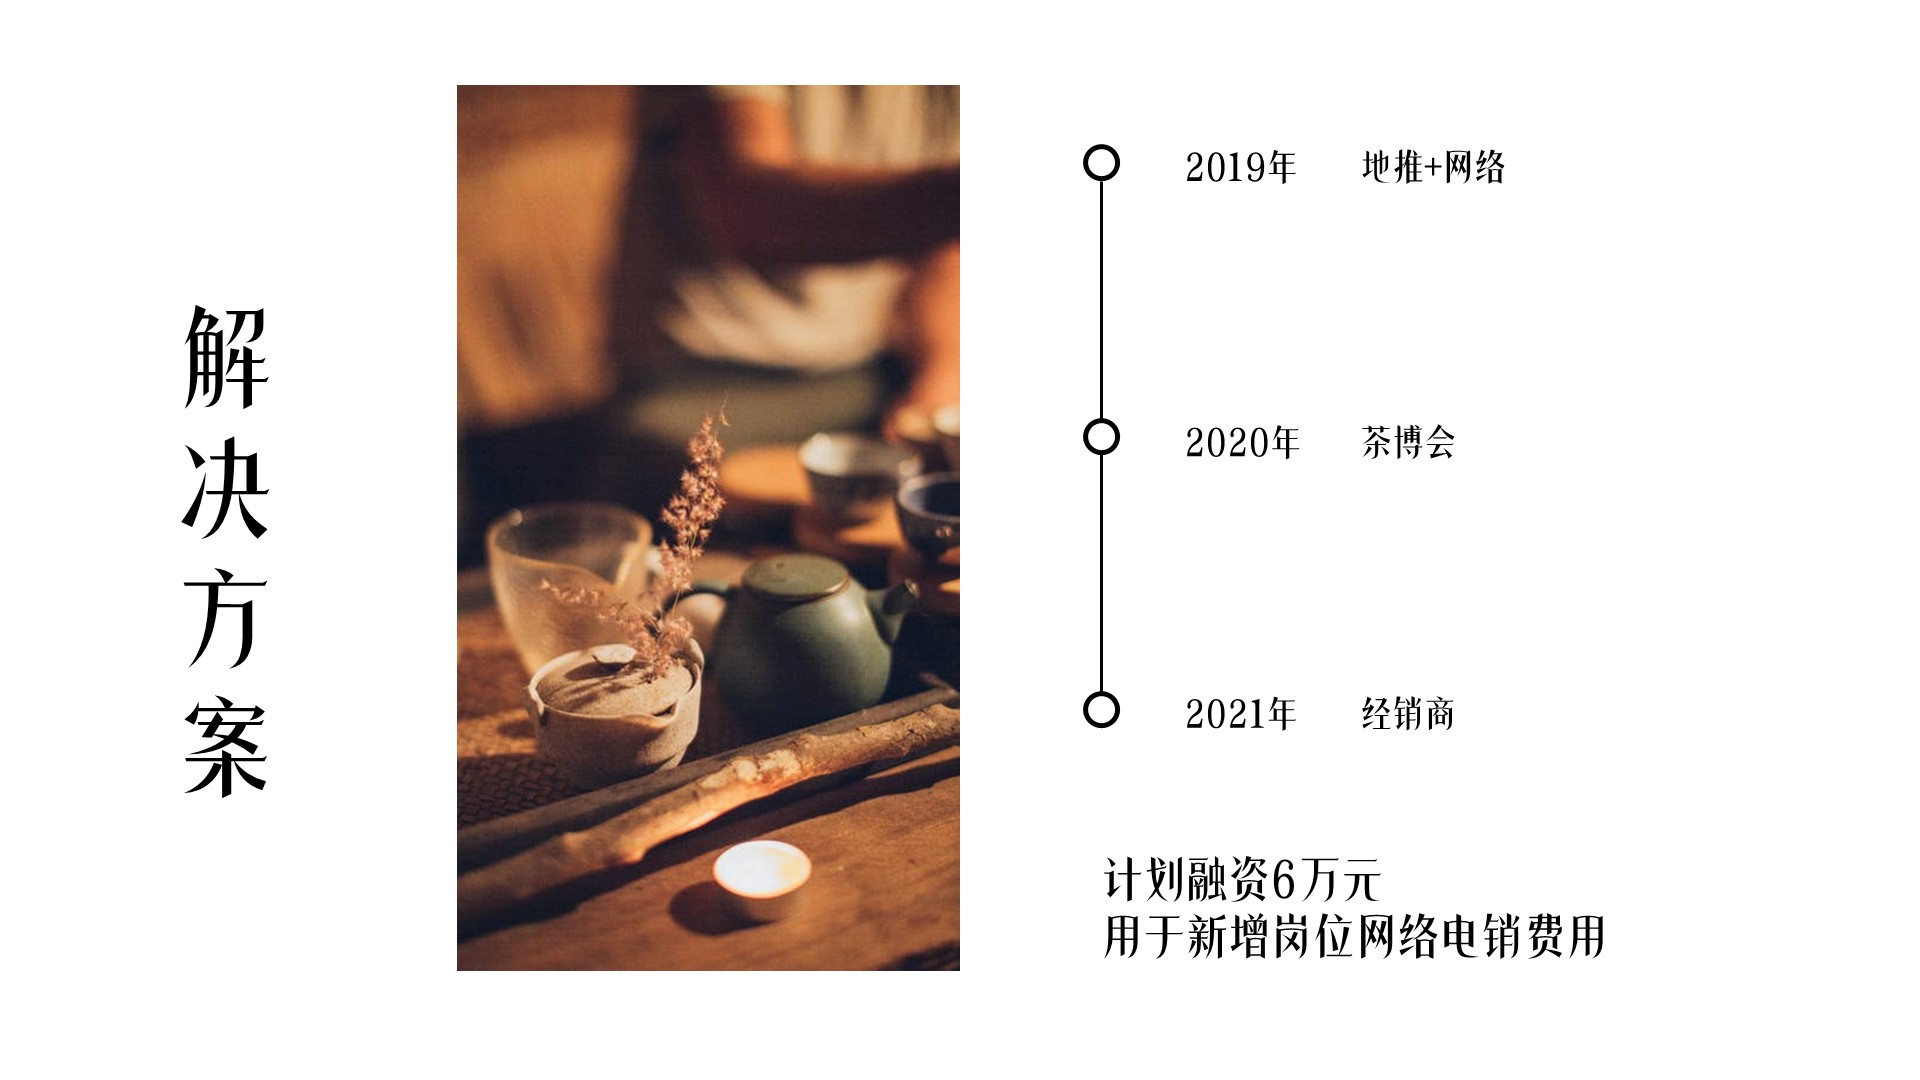 解决方案
2019年 地推+网络
2020年 茶博会
2021年 经销商
计划融资6万元
用于新增岗位网络电销费用